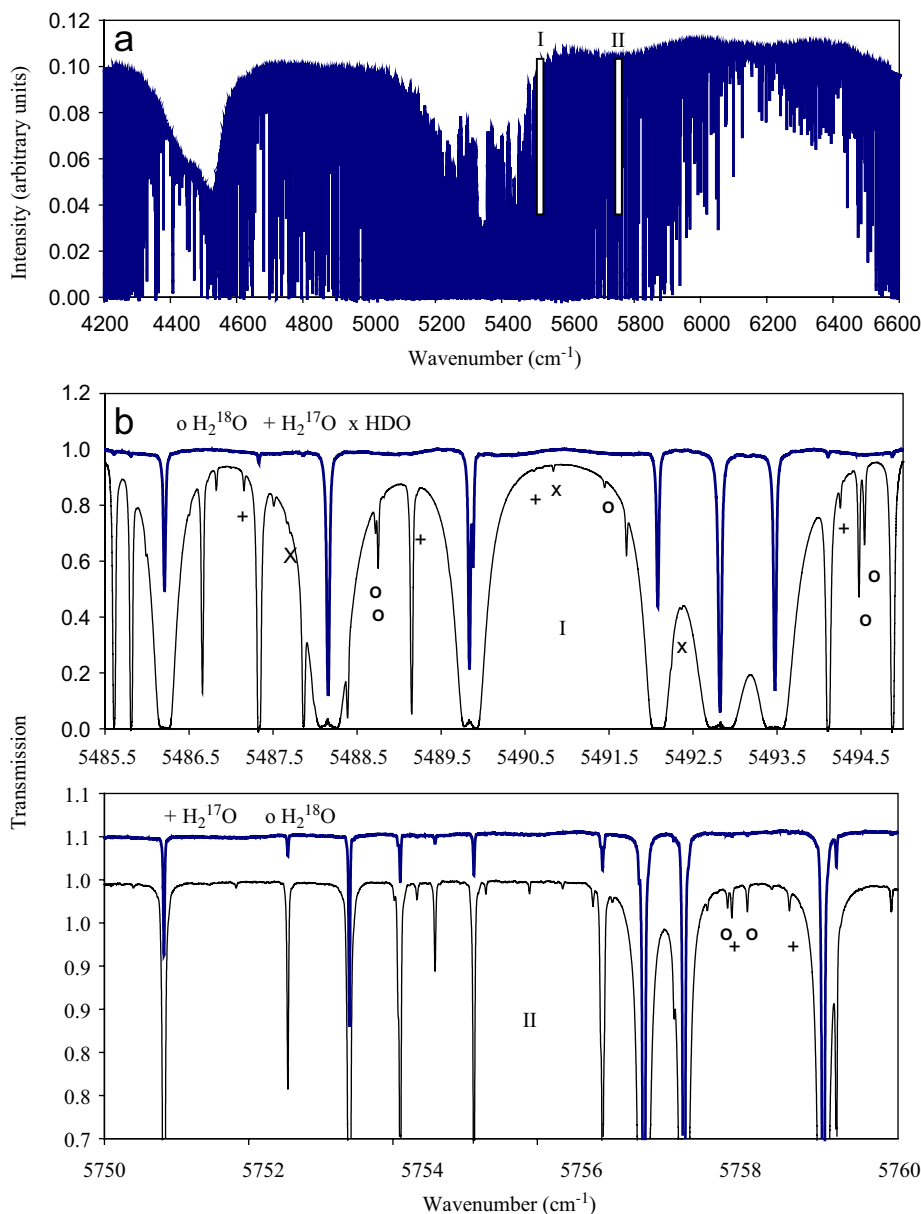 a
I II
0.12
0.10
0.08
0.06
0.04
0.02
0.00
Intensity (arbitrary units)
4200 4400 4600 4800 5000 5200 5400 5600 5800 6000 6200 6400 6600
Wavenumber (cm-1)
b
o H218O + H217O x HDO
1.2
1.0
0.8
0.6
0.4
0.2
0.0
+ X o o + + x o I x + o o
5485.5 5486.5 5487.5 5488.5 5489.5 5490.5 5491.5 5492.5 5493.5 5494.5
Transmission
+ H217O o H218O
1.1
1.1
1.0
1.0
0.9
0.9
0.8
0.8
0.7
II o + o +
5750 5752 5754 5756 5758 5760
Wavenumber (cm-1)